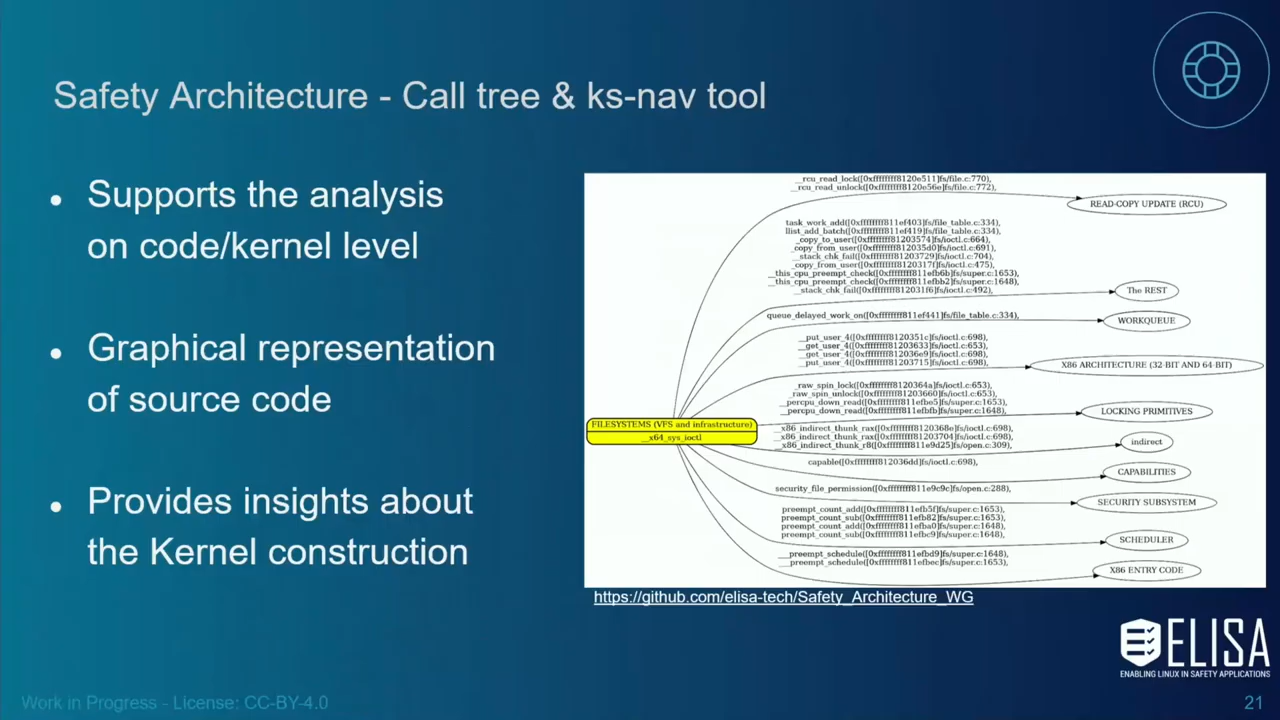 Safety Architecture - Call tree & ks-nav tool
● Supports the analysis
on code/kernel level
● Graphical representation
of source code
● Provides insights about
the Kernel construction
__rcu_read_lock([0xffffffff8120e511]fs/file.c:770),
__rcu_read_unlock([0xffffffff8120e56e]fs/file.c:772),
READ-COPY UPDATE (RCU)
task_work_add([0xffffffff811ef403]fs/file_table.c:334),
llist_add_batch([0xffffffff811ef419]fs/file_table.c:334),
_copy_to_user([0xffffffff81203574]fs/ioctl.c:664),
_copy_from_user([0xffffffff812035d0]fs/ioctl.c:691),
__stack_chk_fail([0xffffffff81203729]fs/ioctl.c:704),
_copy_from_user([0xffffffff8120317f]fs/ioctl.c:475),
__this_cpu_preempt_check([0xffffffff811efb6b]fs/super.c:1653),
__this_cpu_preempt_check([0xffffffff811efbb2]fs/super.c:1648),
__stack_chk_fail([0xffffffff812031f6]fs/ioctl.c:492),
The REST
queue_delayed_work_on([0xffffffff811ef441]fs/file_table.c:334),
WORKQUEUE
__put_user_4([0xffffffff8120351c]fs/ioctl.c:698),
__get_user_4([0xffffffff81203633]fs/ioctl.c:653),
__get_user_4([0xffffffff812036e9]fs/ioctl.c:698),
__put_user_4([0xffffffff81203715]fs/ioctl.c:698),
X86 ARCHITECTURE (32-BIT AND 64-BIT)
_raw_spin_lock([0xffffffff8120364a]fs/ioctl.c:653),
_raw_spin_unlock([0xffffffff81203660]fs/ioctl.c:653),
__percpu_down_read([0xffffffff811efbe5]fs/super.c:1653),
__percpu_down_read([0xffffffff811efbfb]fs/super.c:1648),
LOCKING PRIMITIVES
FILESYSTEMS (VFS and infrastructure)
__x64_sys_ioctl
__x86_indirect_thunk_rax([0xffffffff8120368e]fs/ioctl.c:698),
__x86_indirect_thunk_rax([0xffffffff81203704]fs/ioctl.c:698),
__x86_indirect_thunk_r8([0xffffffff811e9d25]fs/open.c:309),
indirect
capable([0xffffffff812036dd]fs/ioctl.c:698),
CAPABILITIES
security_file_permission([0xffffffff811e9c9c]fs/open.c:288),
SECURITY SUBSYSTEM
preempt_count_add([0xffffffff811efb5f]fs/super.c:1653),
preempt_count_sub([0xffffffff811efb82]fs/super.c:1653),
preempt_count_add([0xffffffff811efba0]fs/super.c:1648),
preempt_count_sub([0xffffffff811efbc9]fs/super.c:1648),
SCHEDULER
__preempt_schedule([0xffffffff811efbd9]fs/super.c:1648),
__preempt_schedule([0xffffffff811efbec]fs/super.c:1653),
X86 ENTRY CODE
https://github.com/elisa-tech/Safety_Architecture_WG
ELISA
ENABLING LINUX IN SAFETY APPLICATIONS
Work in Progress - License: CC-BY-4.0
21